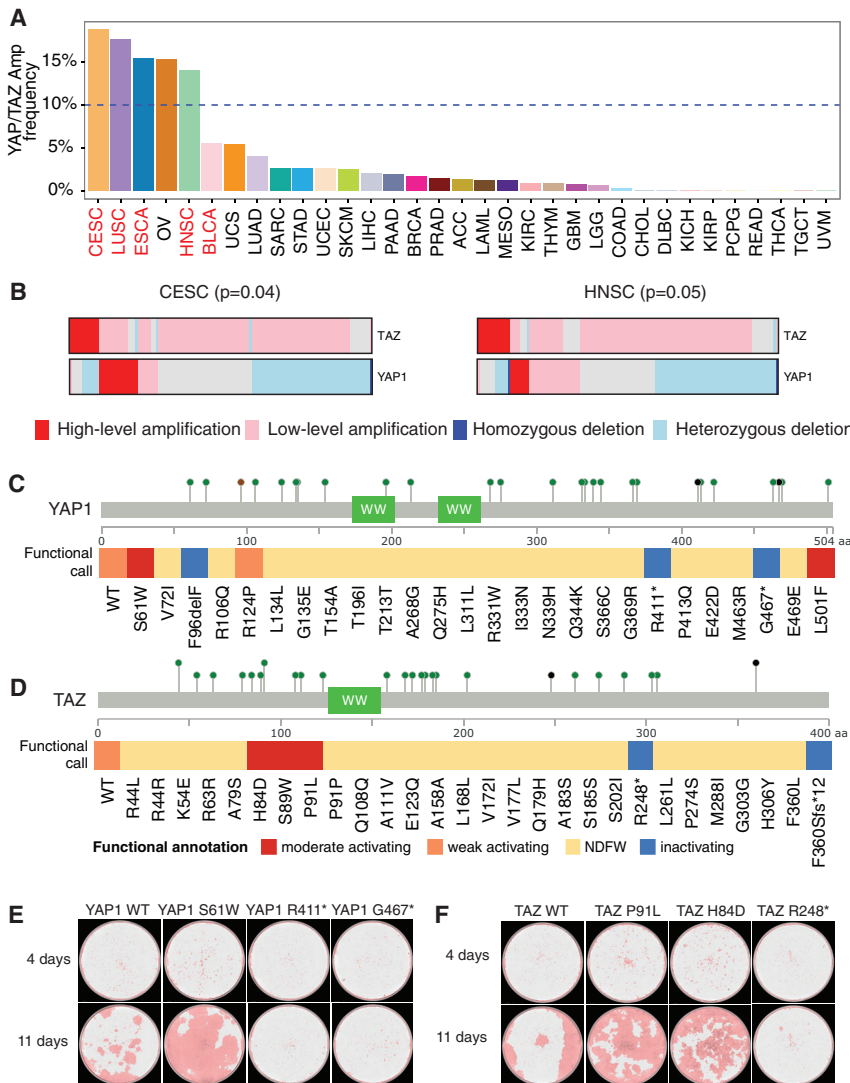 A
YAP/TAZ Amp
frequency
15%
10%
5%
0%
CESC
LUSC
ESCA
OV
HNSC
BLCA
UCS
LUAD
SARC
STAD
UCEC
SKCM
LIHC
PAAD
BRCA
PRAD
ACC
LAML
MESO
KIRC
THYM
GBM
LGG
COAD
CHOL
DLBC
KICH
KIRP
PCPG
READ
THCA
TGCT
UVM
B
CESC (p=0.04)
HNSC (p=0.05)
TAZ
YAP1
TAZ
YAP1
High-level amplification
Low-level amplification
Homozygous deletion
Heterozygous deletion
C
YAP1
WW
WW
0
100
200
300
400
504 aa
Functional
call
WT
S61W
V72I
F96delF
R106Q
R124P
L134L
G135E
T154A
T196I
T213T
A268G
Q275H
L311L
R331W
I333N
N339H
Q344K
S366C
G369R
R411*
P413Q
E422D
M463R
G467*
E469E
L501F
D
TAZ
WW
0
100
200
300
400 aa
Functional
call
WT
R44L
R44R
K54E
R63R
A79S
H84D
S89W
P91L
P91P
Q108Q
A111V
E123Q
A158A
L168L
V172I
V177L
Q179H
A183S
S185S
S202I
R248*
L261L
P274S
M288I
G303G
H306Y
F360L
F360Sfs*12
Functional annotation
moderate activating
weak activating
NDFW
inactivating
E
YAP1 WT
YAP1 S61W
YAP1 R411*
YAP1 G467*
4 days
11 days
F
TAZ WT
TAZ P91L
TAZ H84D
TAZ R248*
4 days
11 days